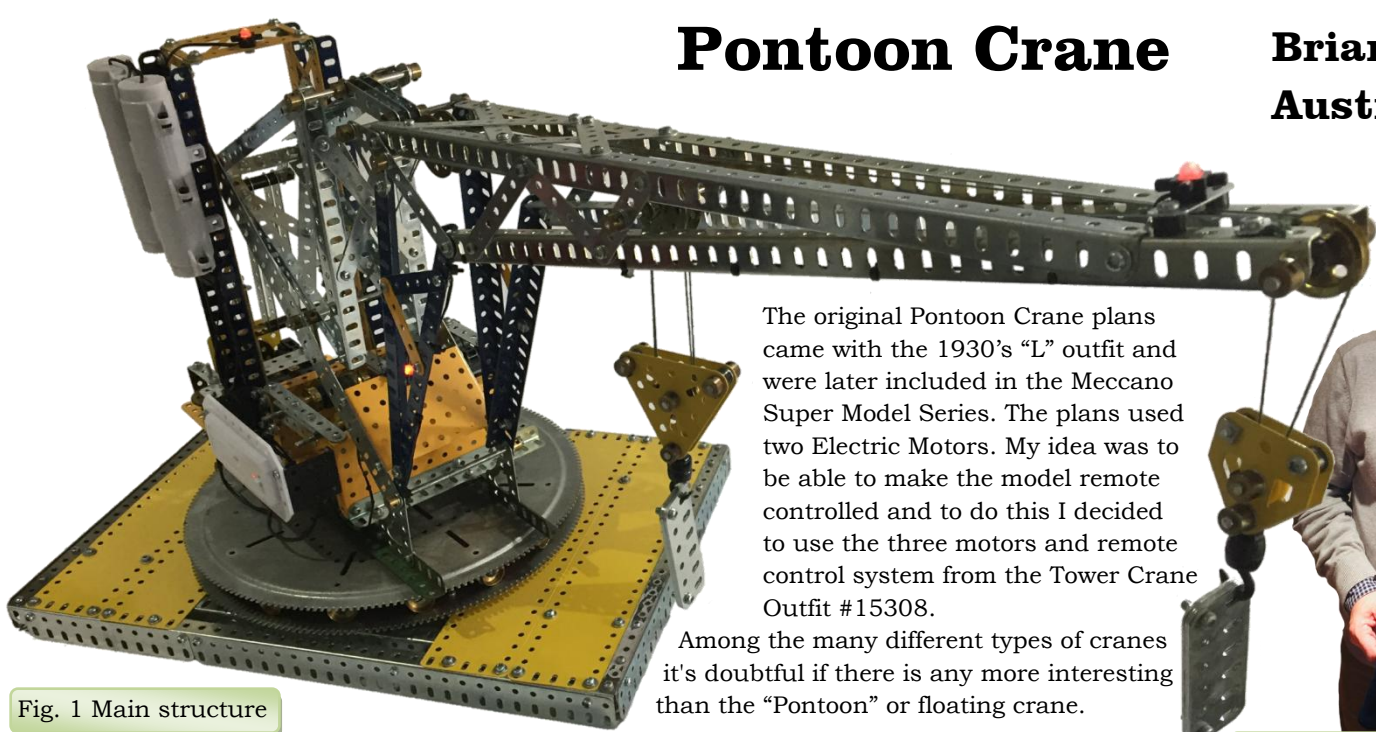 Pontoon Crane
Brian
Aust
The original Pontoon Crane plans
came with the 1930’s “L” outfit and
were later included in the Meccano
Super Model Series. The plans used
two Electric Motors. My idea was to
be able to make the model remote
controlled and to do this I decided
to use the three motors and remote
control system from the Tower Crane
Outfit #15308.
Among the many different types of cranes
it's doubtful if there is any more interesting
than the “Pontoon” or floating crane.
Fig. 1 Main structure